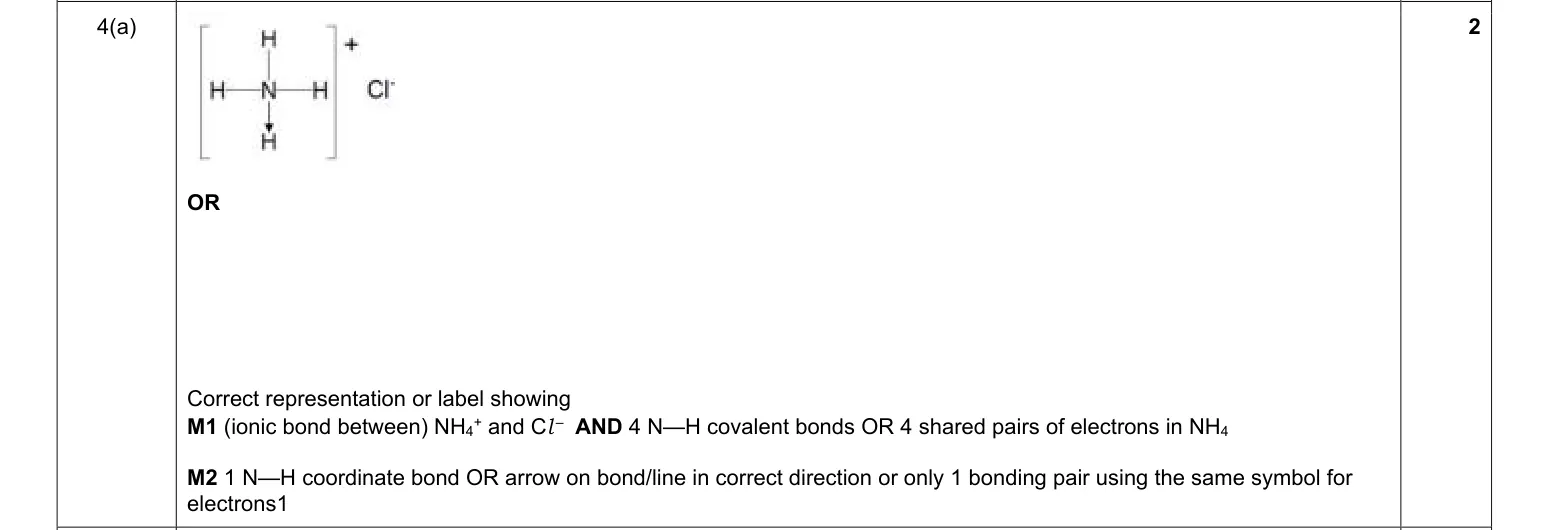 4(a)
2
H
+
H N H Cl-
H
OR
Correct representation or label showing
M1 (ionic bond between) NH4+ and Cl– AND 4 N—H covalent bonds OR 4 shared pairs of electrons in NH4
M2 1 N—H coordinate bond OR arrow on bond/line in correct direction or only 1 bonding pair using the same symbol for
electrons1